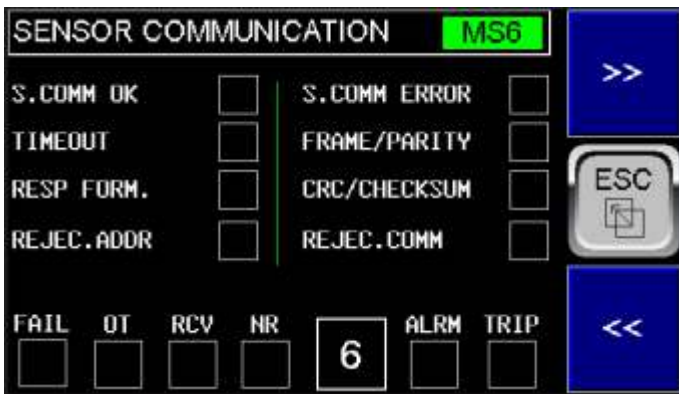 SENSOR COMMUNICATION MS6
>>
S.COMM OK S.COMM ERROR
TIMEOUT FRAME/PARITY
RESP FORM. CRC/CHECKSUM
ESC
REJEC.ADDR REJEC.COMM
FAIL OT RCV NR 6 ALRM TRIP
<<